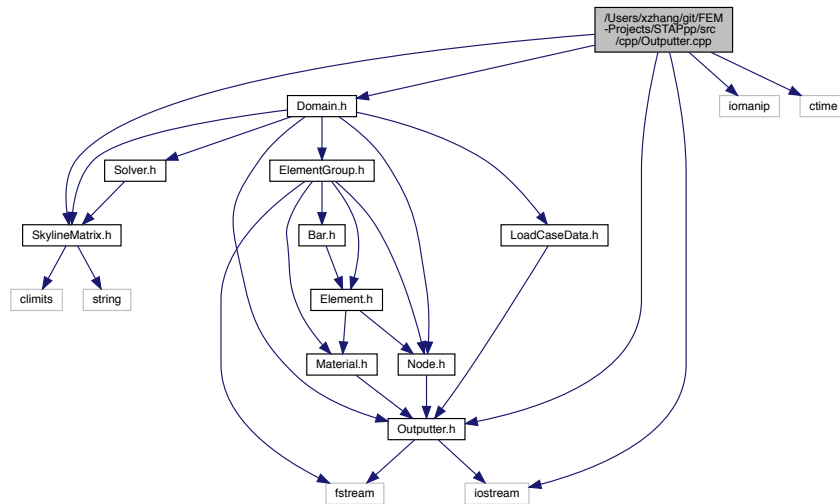 /Users/xzhang/git/FEM
-Projects/STAPpp/src
/cpp/Outputter.cpp
Domain.h
iomanip
ctime
Solver.h
ElementGroup.h
SkylineMatrix.h
Bar.h
LoadCaseData.h
climits
string
Element.h
Material.h
Node.h
Outputter.h
fstream
iostream